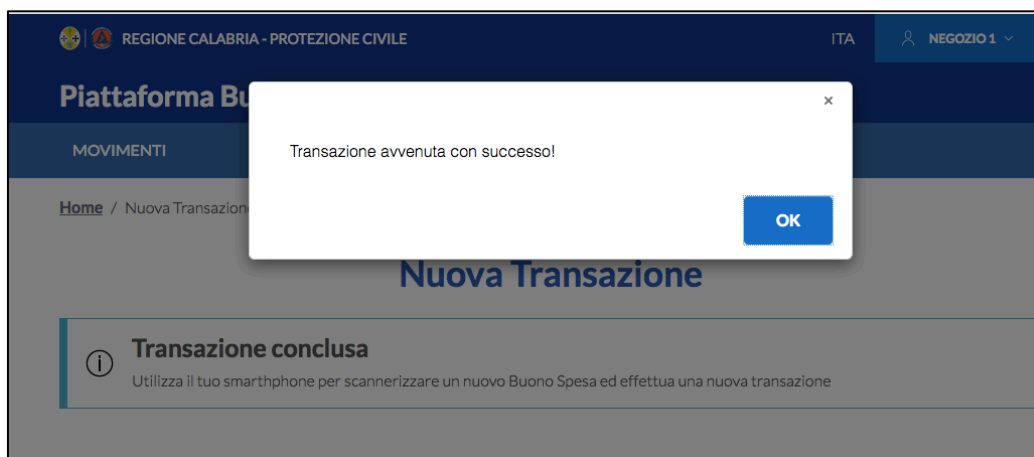 REGIONE CALABRIA - PROTEZIONE CIVILE ITA NEGOZIO 1
Piattaforma Bu
×
MOVIMENTI
Transazione avvenuta con successo!
Home / Nuova Transazion
OK
Nuova Transazione
Transazione conclusa
Utilizza il tuo smarthphone per scannerizzare un nuovo Buono Spesa ed effettua una nuova transazione